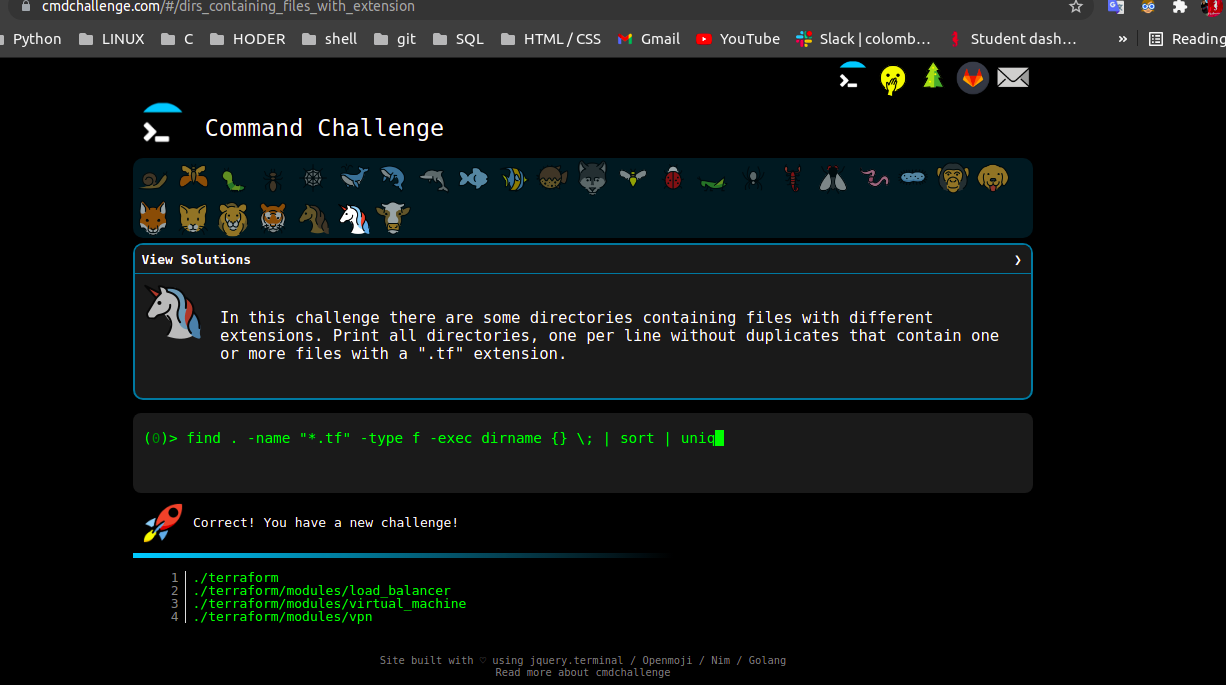 cmdchallenge.com/#/dirs_containing_files_with_extension
Python LINUX C HODER shell git SQL HTML / CSS Gmail YouTube Slack | colomb... Student dash... » Reading
Command Challenge
View Solutions ❯
In this challenge there are some directories containing files with different
extensions. Print all directories, one per line without duplicates that contain one
or more files with a ".tf" extension.
(0)> find . -name "*.tf" -type f -exec dirname {} \; | sort | uniq
Correct! You have a new challenge!
1 ./terraform
2 ./terraform/modules/load_balancer
3 ./terraform/modules/virtual_machine
4 ./terraform/modules/vpn
Site built with ♡ using jquery.terminal / Openmoji / Nim / Golang
Read more about cmdchallenge